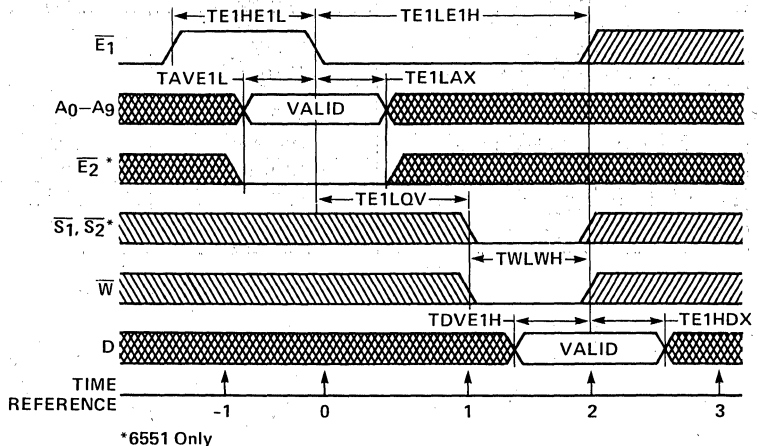 TE1HE1L TE1LE1H
E1
TAVE1L TE1LAX
A0–A9 VALID
E2 *
TE1LQV
S1, S2*
TWLWH
W
TDVE1H TE1HDX
D VALID
TIME
REFERENCE -1 0 1 2 3
*6551 Only